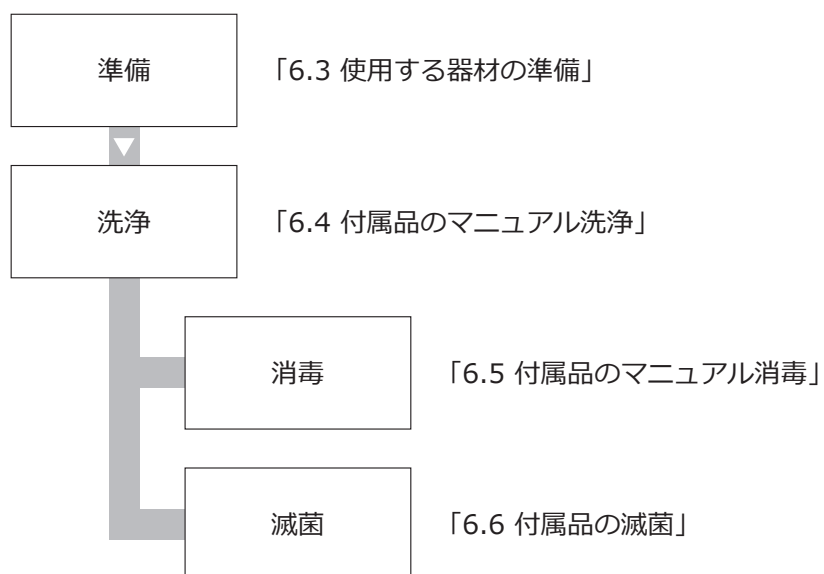 準備 「6.3 使用する器材の準備」
洗浄 「6.4 付属品のマニュアル洗浄」
消毒 「6.5 付属品のマニュアル消毒」
滅菌 「6.6 付属品の滅菌」